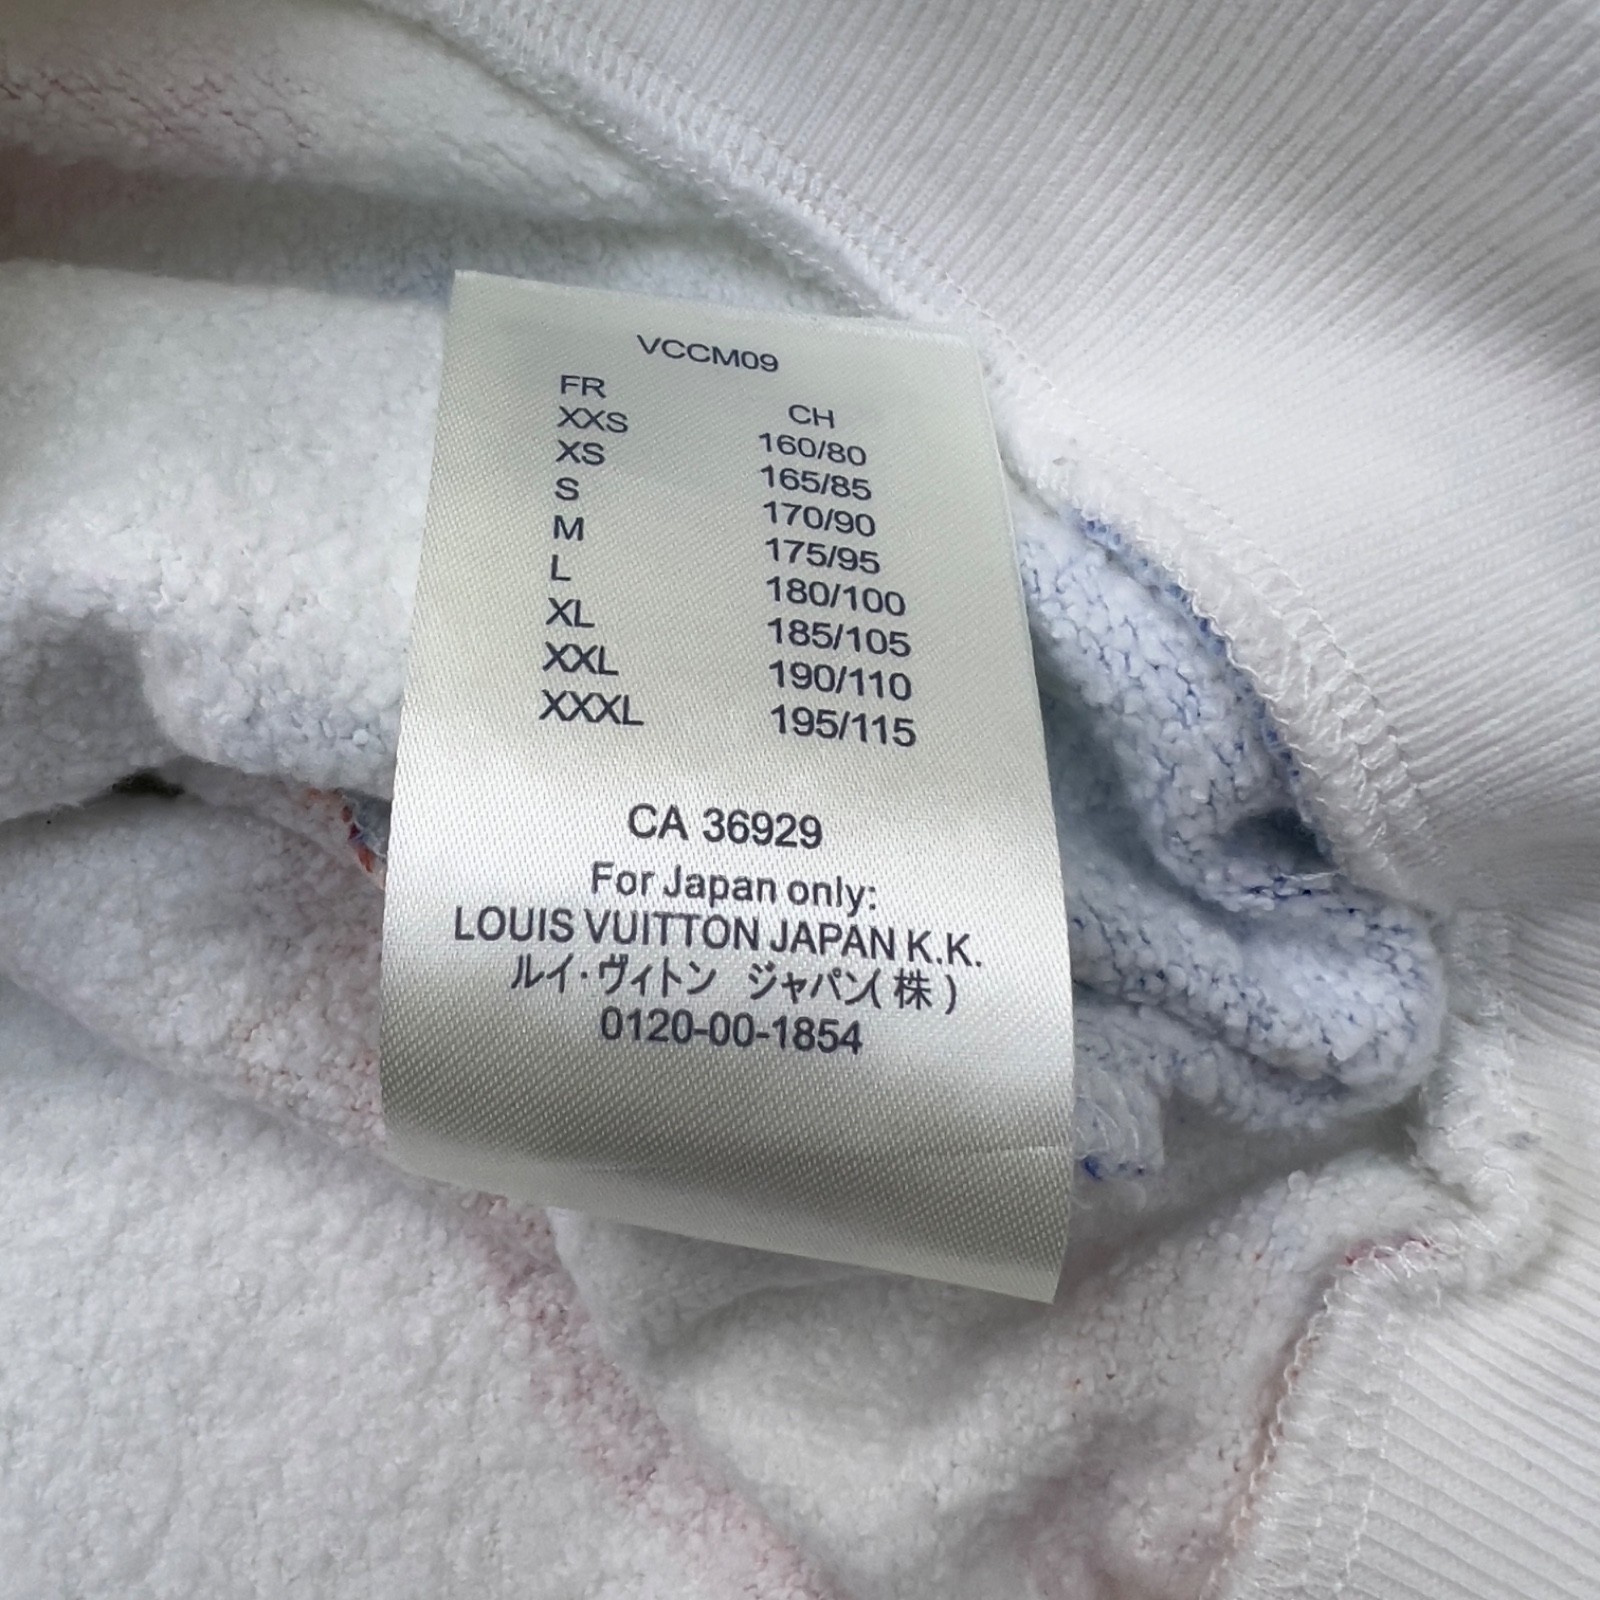 VCCM09
FR CH
XXS 160/80
XS 165/85
S 170/90
M 175/95
L 180/100
XL 185/105
XXL 190/110
XXXL 195/115
CA 36929
For Japan only:
LOUIS VUITTON JAPAN K.K.
ルイ·ヴィトン ジャパン(株)
0120-00-1854